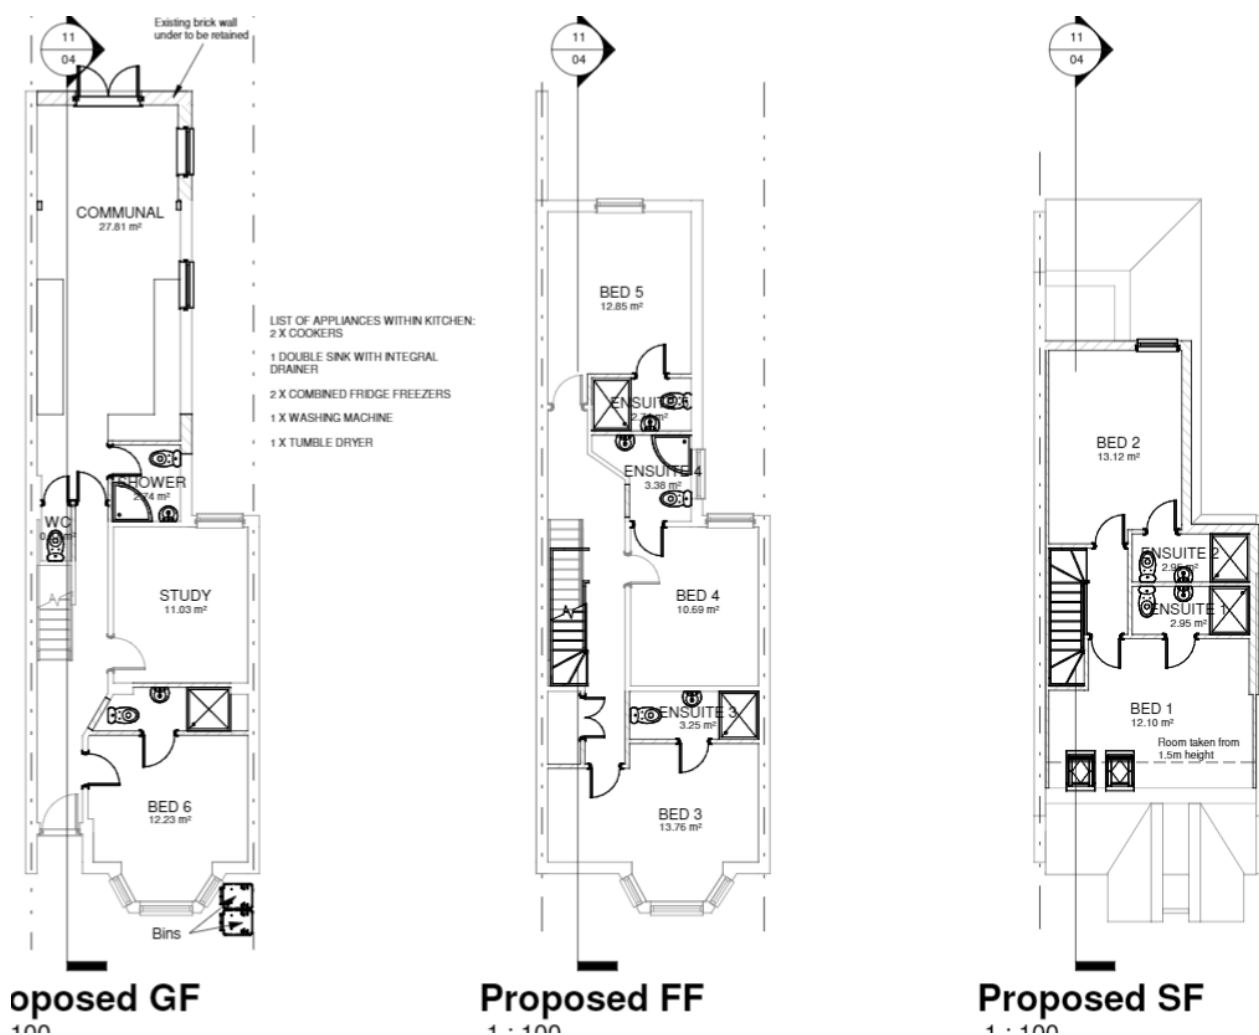 11
04
Existing brick wall
under to be retained
COMMUNAL
27.81 m²
LIST OF APPLIANCES WITHIN KITCHEN:
2 X COOKERS
1 DOUBLE SINK WITH INTEGRAL
DRAINER
2 X COMBINED FRIDGE FREEZERS
1 X WASHING MACHINE
1 X TUMBLE DRYER
SHOWER
2.74 m²
WC
STUDY
11.03 m²
BED 6
12.23 m²
Bins
oposed GF
100
11
04
BED 5
12.85 m²
ENSUITE
ENSUITE 4
3.38 m²
BED 4
10.69 m²
ENSUITE 3
3.25 m²
BED 3
13.76 m²
Proposed FF
1 : 100
11
04
BED 2
13.12 m²
ENSUITE 2
2.95 m²
ENSUITE 1
2.95 m²
BED 1
12.10 m²
Room taken from
1.5m height
Proposed SF
1 : 100